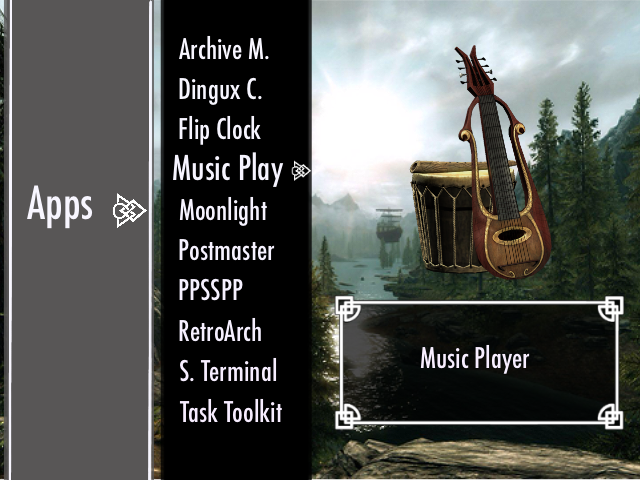 Apps
Archive M.
Dingux C.
Flip Clock
Music Play
Moonlight
Postmaster
PPSSPP
RetroArch
S. Terminal
Task Toolkit
Music Player